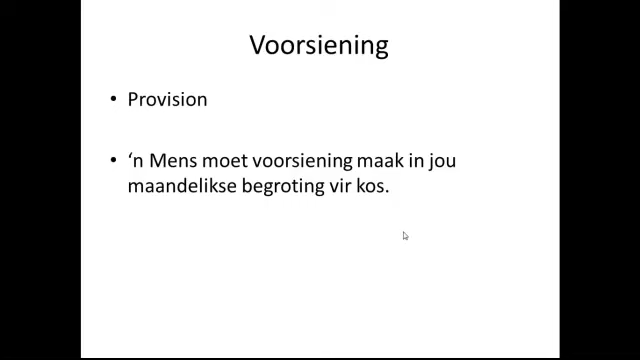 Voorsiening
• Provision
• ‘n Mens moet voorsiening maak in jou
maandelikse begroting vir kos.